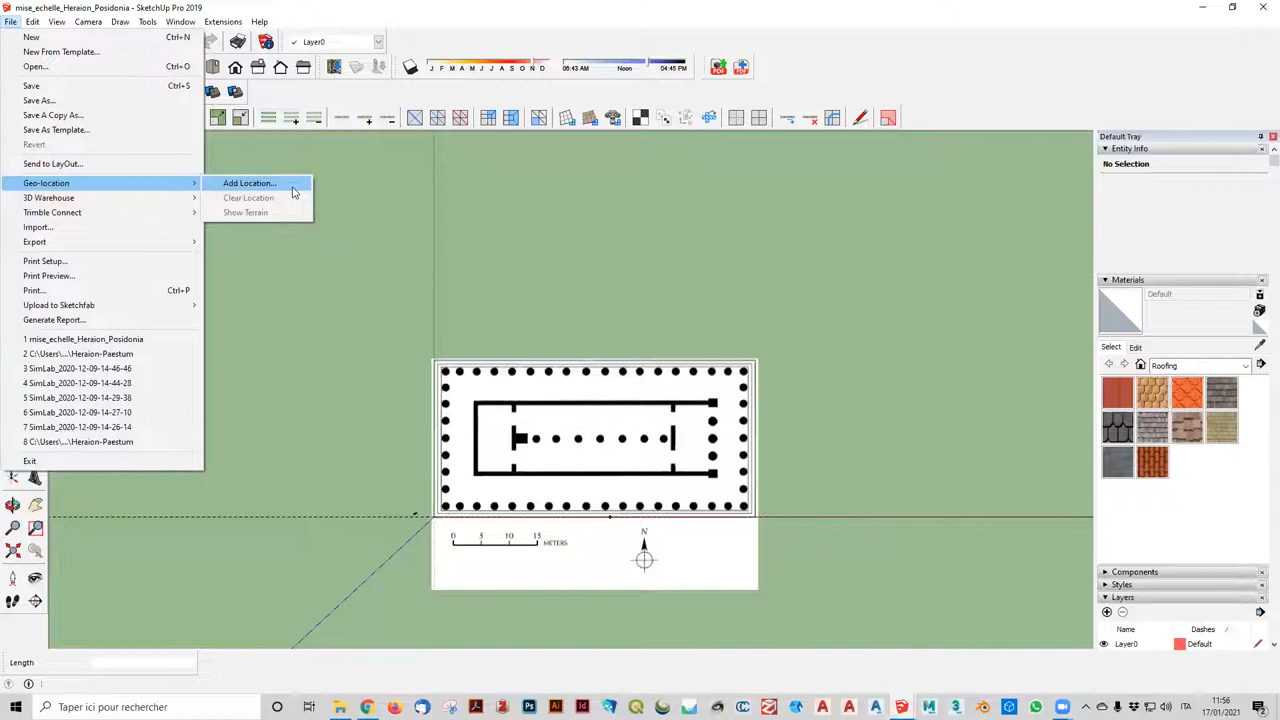 mise_echelle_Heraion_Posidonia - SketchUp Pro 2019
File Edit View Camera Draw Tools Window Extensions Help
New Ctrl+N
New From Template...
Open... Ctrl+O
Save Ctrl+S
Save As...
Save A Copy As...
Save As Template...
Revert
Send to LayOut...
Geo-location
3D Warehouse
Trimble Connect
Import...
Export
Print Setup...
Print Preview...
Print... Ctrl+P
Upload to Sketchfab
Generate Report...
1 mise_echelle_Heraion_Posidonia
2 C:\Users\...\Heraion-Paestum
3 SimLab_2020-12-09-14-46-46
4 SimLab_2020-12-09-14-44-28
5 SimLab_2020-12-09-14-29-38
6 SimLab_2020-12-09-14-27-10
7 SimLab_2020-12-09-14-26-14
8 C:\Users\...\Heraion-Paestum
Exit
Add Location...
Clear Location
Show Terrain
Layer0
J F M A M J J A S O N D
06:43 AM Noon 04:45 PM
PDF PDF
0 5 10 15
METERS
N
Default Tray
Entity Info
No Selection
Materials
Default
Select Edit
Roofing
Components
Styles
Layers
Name Dashes
Layer0 Default
Length
Taper ici pour rechercher
ITA
11:56
17/01/2021